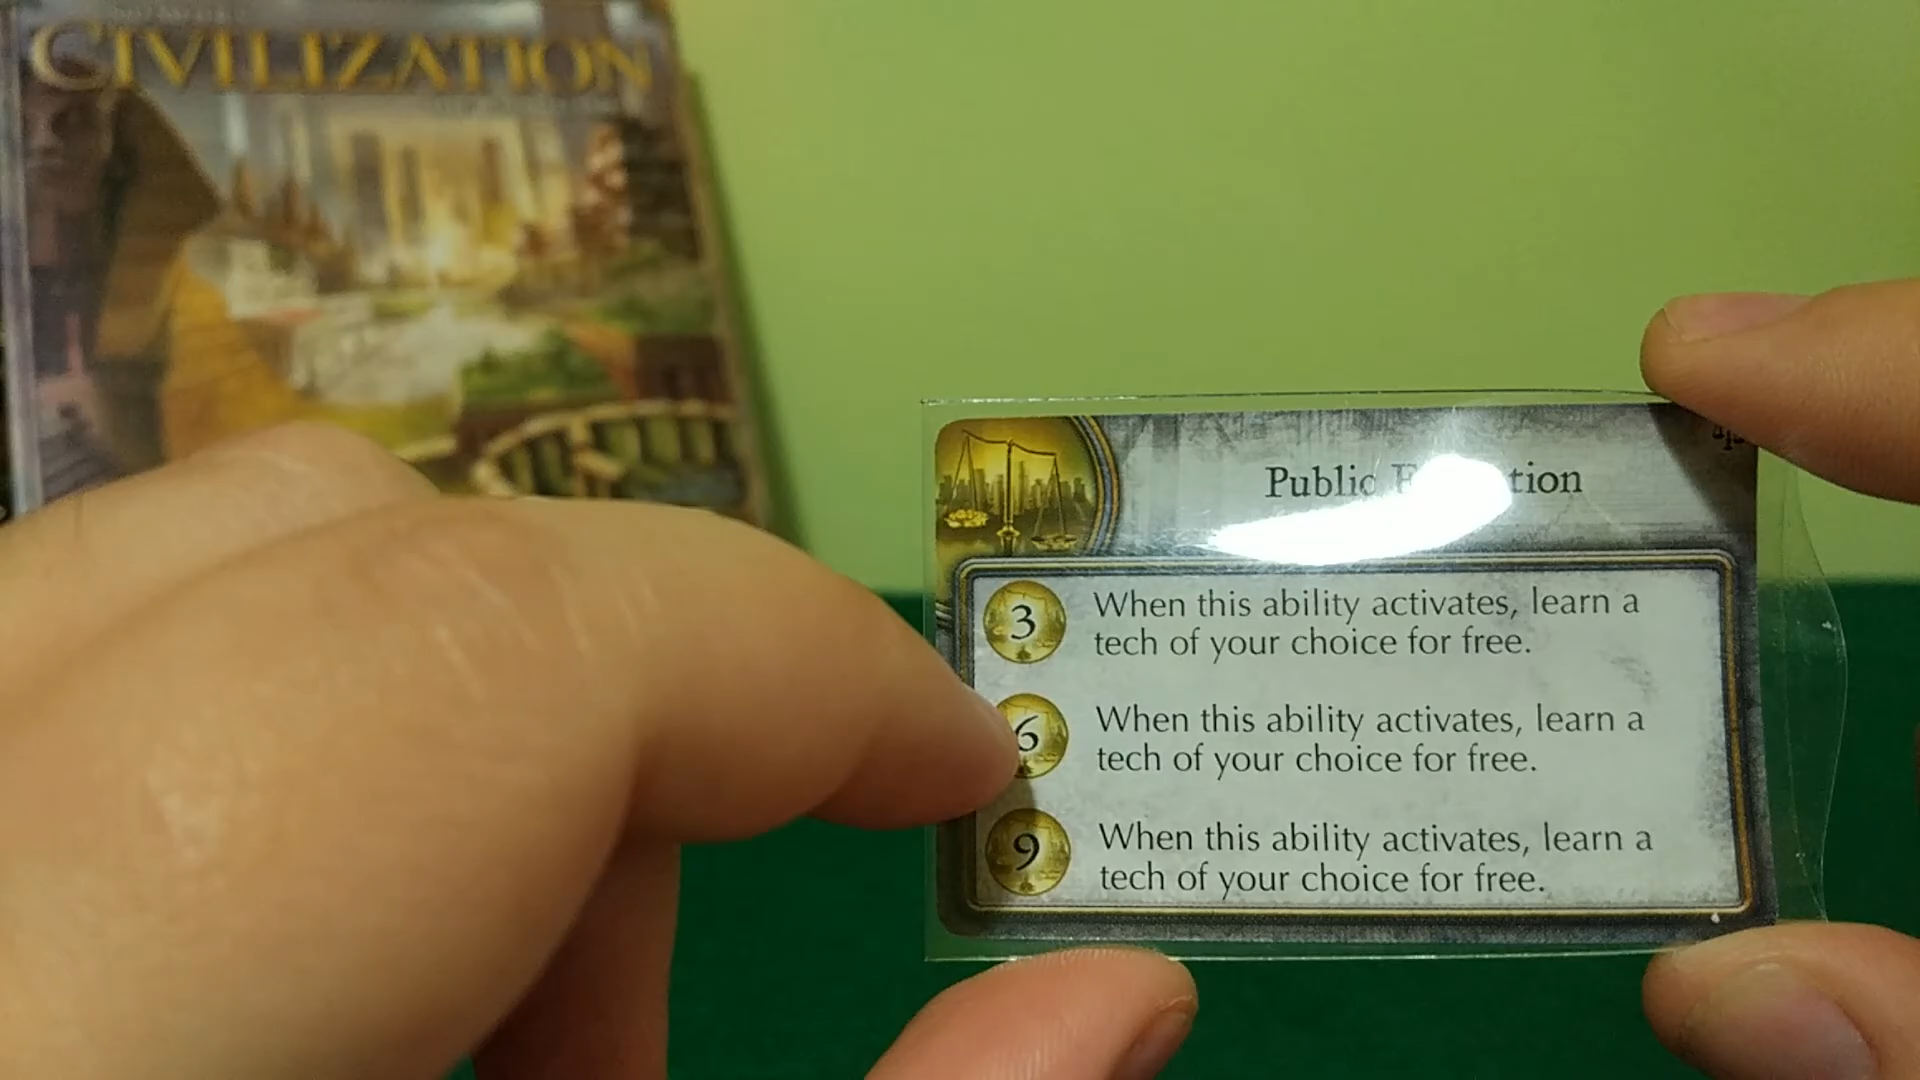 CIVILIZATION
Public
3 When this ability activates, learn a
tech of your choice for free.
6 When this ability activates, learn a
tech of your choice for free.
9 When this ability activates, learn a
tech of your choice for free.